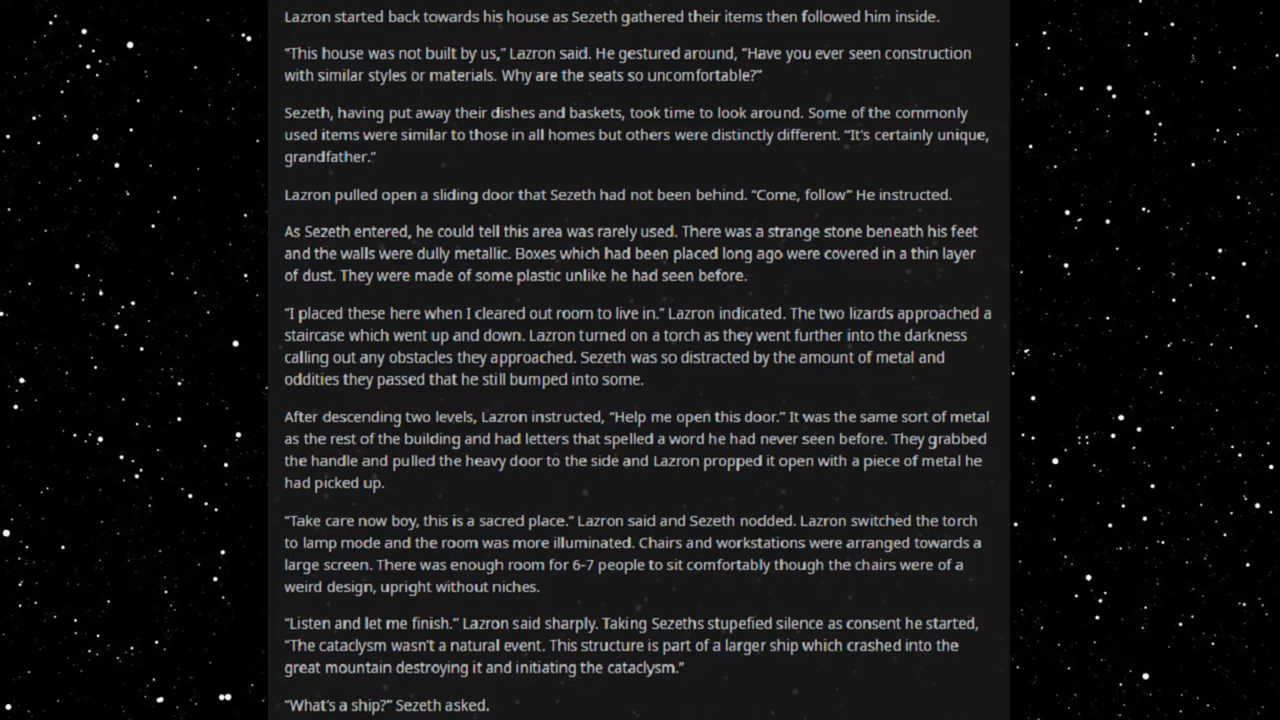 Lazron started back towards his house as Sezeth gathered their items then followed him inside.
“This house was not built by us,” Lazron said. He gestured around, “Have you ever seen construction
with similar styles or materials. Why are the seats so uncomfortable?”
Sezeth, having put away their dishes and baskets, took time to look around. Some of the commonly
used items were similar to those in all homes but others were distinctly different. “It's certainly unique,
grandfather.”
Lazron pulled open a sliding door that Sezeth had not been behind. “Come, follow” He instructed.
As Sezeth entered, he could tell this area was rarely used. There was a strange stone beneath his feet
and the walls were dully metallic. Boxes which had been placed long ago were covered in a thin layer
of dust. They were made of some plastic unlike he had seen before.
“I placed these here when I cleared out room to live in.” Lazron indicated. The two lizards approached a
staircase which went up and down. Lazron turned on a torch as they went further into the darkness
calling out any obstacles they approached. Sezeth was so distracted by the amount of metal and
oddities they passed that he still bumped into some.
After descending two levels, Lazron instructed, “Help me open this door.” It was the same sort of metal
as the rest of the building and had letters that spelled a word he had never seen before. They grabbed
the handle and pulled the heavy door to the side and Lazron propped it open with a piece of metal he
had picked up.
“Take care now boy, this is a sacred place.” Lazron said and Sezeth nodded. Lazron switched the torch
to lamp mode and the room was more illuminated. Chairs and workstations were arranged towards a
large screen. There was enough room for 6-7 people to sit comfortably though the chairs were of a
weird design, upright without niches.
“Listen and let me finish.” Lazron said sharply. Taking Sezeths stupefied silence as consent he started,
“The cataclysm wasn’t a natural event. This structure is part of a larger ship which crashed into the
great mountain destroying it and initiating the cataclysm.”
“What’s a ship?” Sezeth asked.